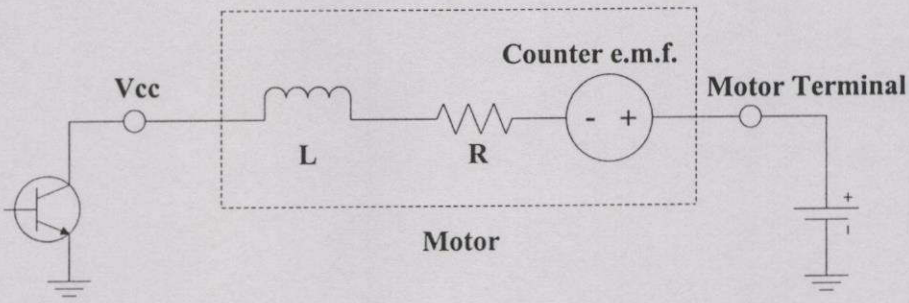 Counter e.m.f.
Vcc
Motor Terminal
- +
L
R
+
-
Motor